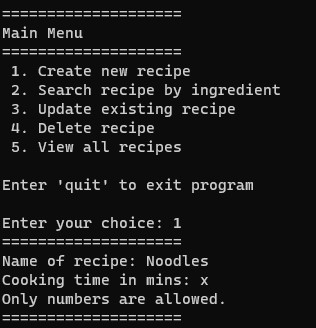 ====================
Main Menu
====================
1. Create new recipe
2. Search recipe by ingredient
3. Update existing recipe
4. Delete recipe
5. View all recipes
Enter 'quit' to exit program
Enter your choice: 1
====================
Name of recipe: Noodles
Cooking time in mins: x
Only numbers are allowed.
====================